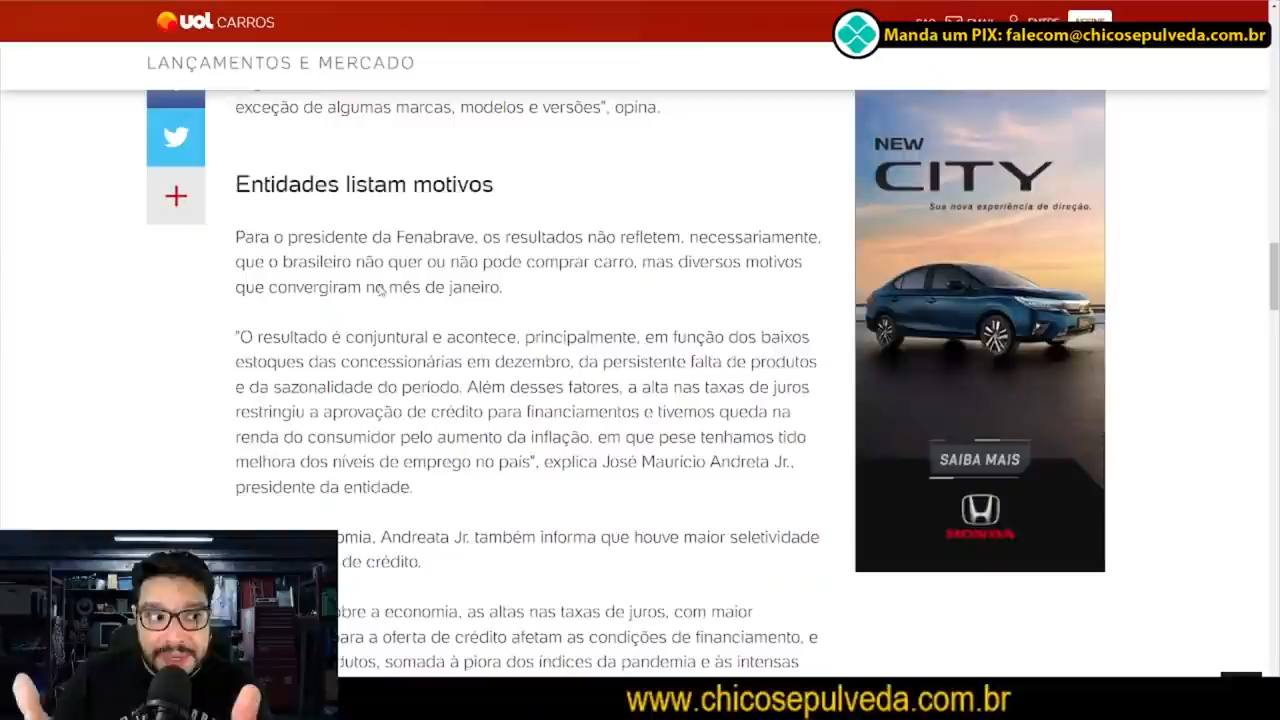 UOL CARROS
Manda um PIX: falecom@chicosepulveda.com.br
LANÇAMENTOS E MERCADO
exceção de algumas marcas, modelos e versões", opina.
Entidades listam motivos
Para o presidente da Fenabrave, os resultados não refletem, necessariamente,
que o brasileiro não quer ou não pode comprar carro, mas diversos motivos
que convergiram no mês de janeiro.
"O resultado é conjuntural e acontece, principalmente, em função dos baixos
estoques das concessionárias em dezembro, da persistente falta de produtos
e da sazonalidade do período. Além desses fatores, a alta nas taxas de juros
restringiu a aprovação de crédito para financiamentos e tivemos queda na
renda do consumidor pelo aumento da inflação, em que pese tenhamos tido
melhora dos níveis de emprego no país", explica José Maurício Andreta Jr.,
presidente da entidade.
omia, Andreata Jr. também informa que houve maior seletividade
de crédito.
bre a economia, as altas nas taxas de juros, com maior
para a oferta de crédito afetam as condições de financiamento, e
dutos, somada à piora dos índices da pandemia e às intensas
NEW
CITY
Sua nova experiência de direção.
SAIBA MAIS
HONDA
www.chicosepulveda.com.br